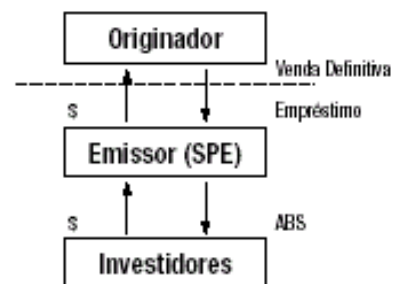 Originador
Venda Definitiva
$ Empréstimo
Emissor (SPE)
$ ABS
Investidores